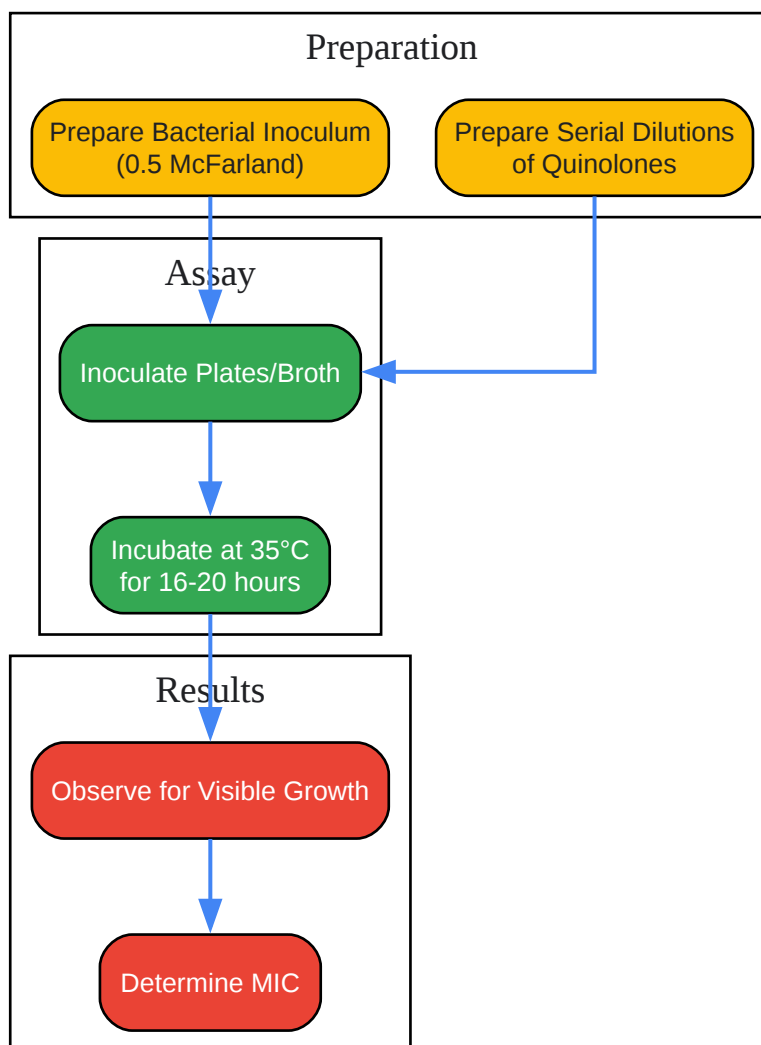 Preparation
Prepare Bacterial Inoculum
(0.5 McFarland)
Prepare Serial Dilutions
of Quinolones
Assay
Inoculate Plates/Broth
Incubate at 35°C
for 16-20 hours
Results
Observe for Visible Growth
Determine MIC